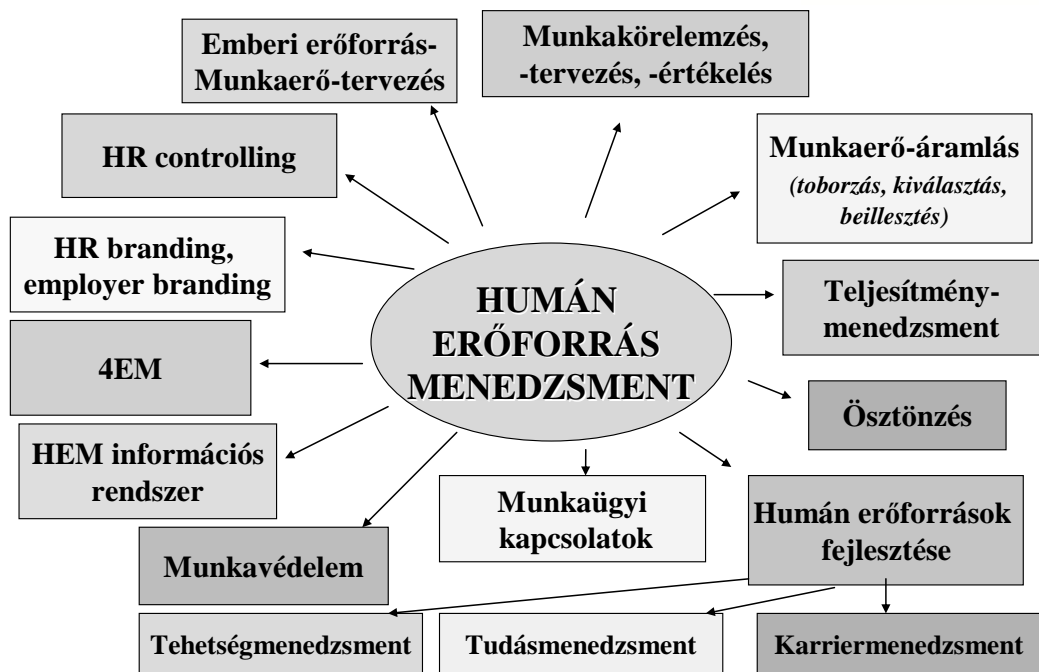 Emberi erőforrás-
Munkaerő-tervezés
Munkakörelemzés,
-tervezés, -értékelés
HR controlling
Munkaerő-áramlás
(toborzás, kiválasztás,
beillesztés)
HR branding,
employer branding
HUMÁN
ERŐFORRÁS
MENEDZSMENT
Teljesítmény-
menedzsment
4EM
Ösztönzés
HEM információs
rendszer
Munkaügyi
kapcsolatok
Humán erőforrások
fejlesztése
Munkavédelem
Tehetségmenedzsment
Tudásmenedzsment
Karriermenedzsment